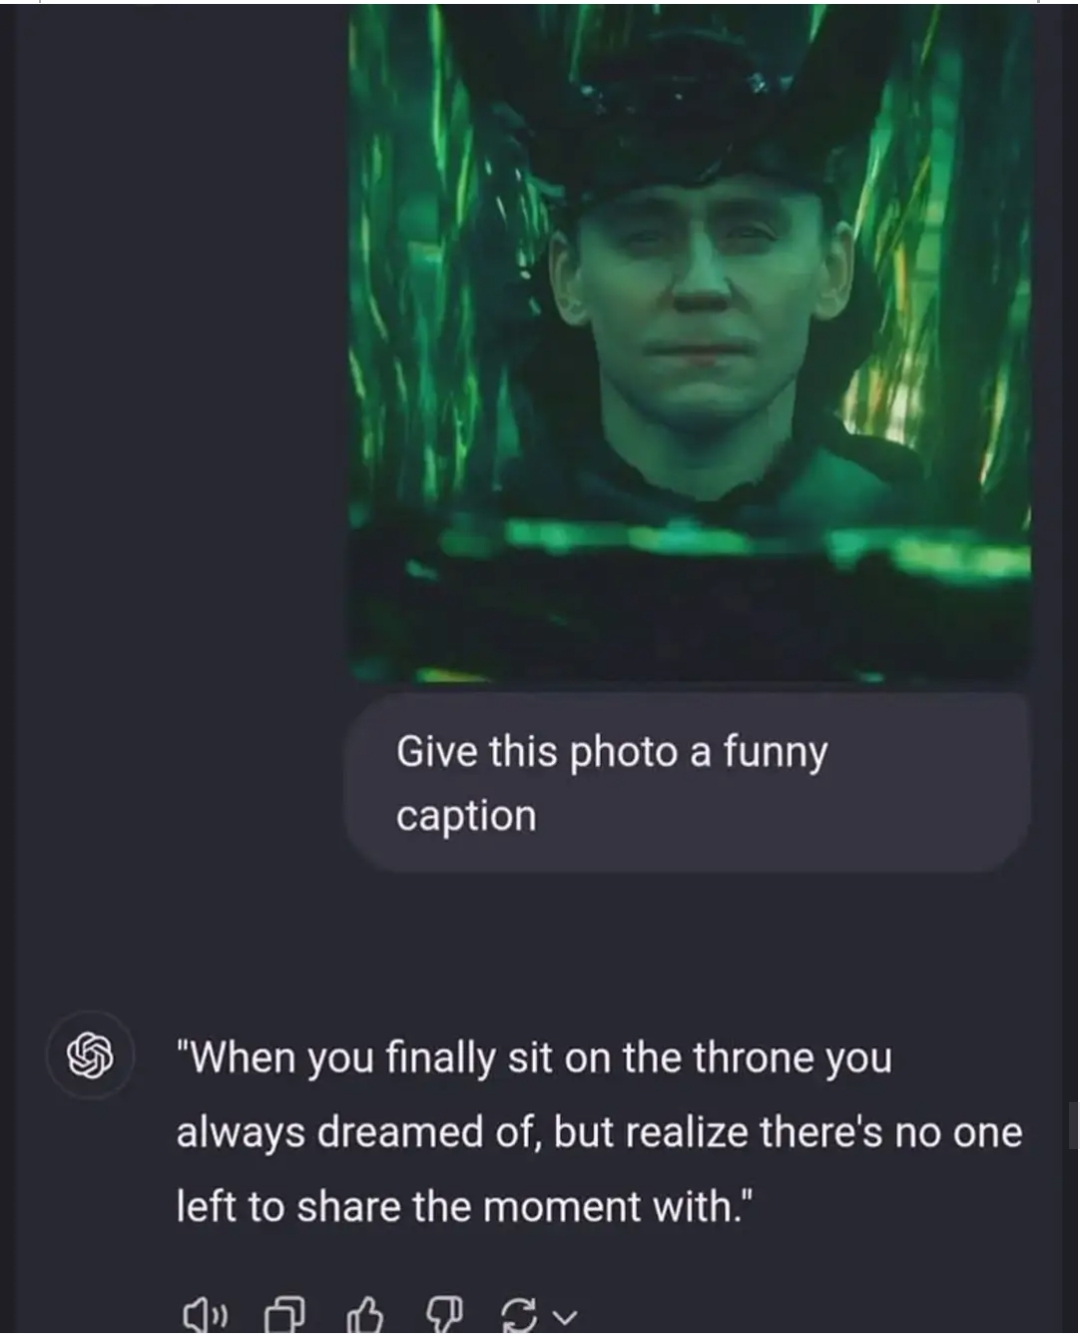 Give this photo a funny
caption
"When you finally sit on the throne you
always dreamed of, but realize there's no one
left to share the moment with."